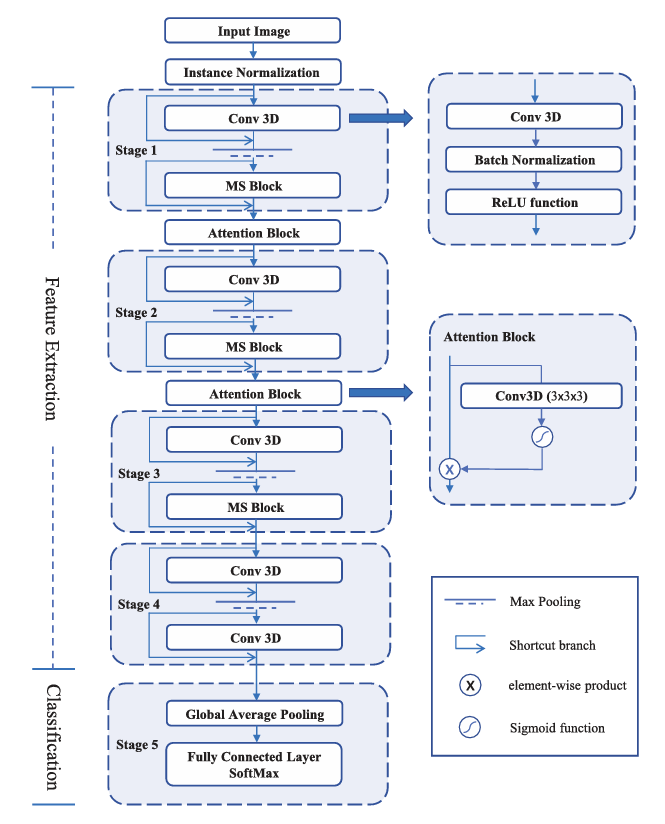 Input Image
Instance Normalization
Feature Extraction
Stage 1
Conv 3D
MS Block
Conv 3D
Batch Normalization
ReLU function
Attention Block
Stage 2
Conv 3D
MS Block
Attention Block
Attention Block
Conv3D (3x3x3)
X
Stage 3
Conv 3D
MS Block
Stage 4
Conv 3D
Conv 3D
Max Pooling
Shortcut branch
X
element-wise product
Sigmoid function
Classification
Stage 5
Global Average Pooling
Fully Connected Layer
SoftMax